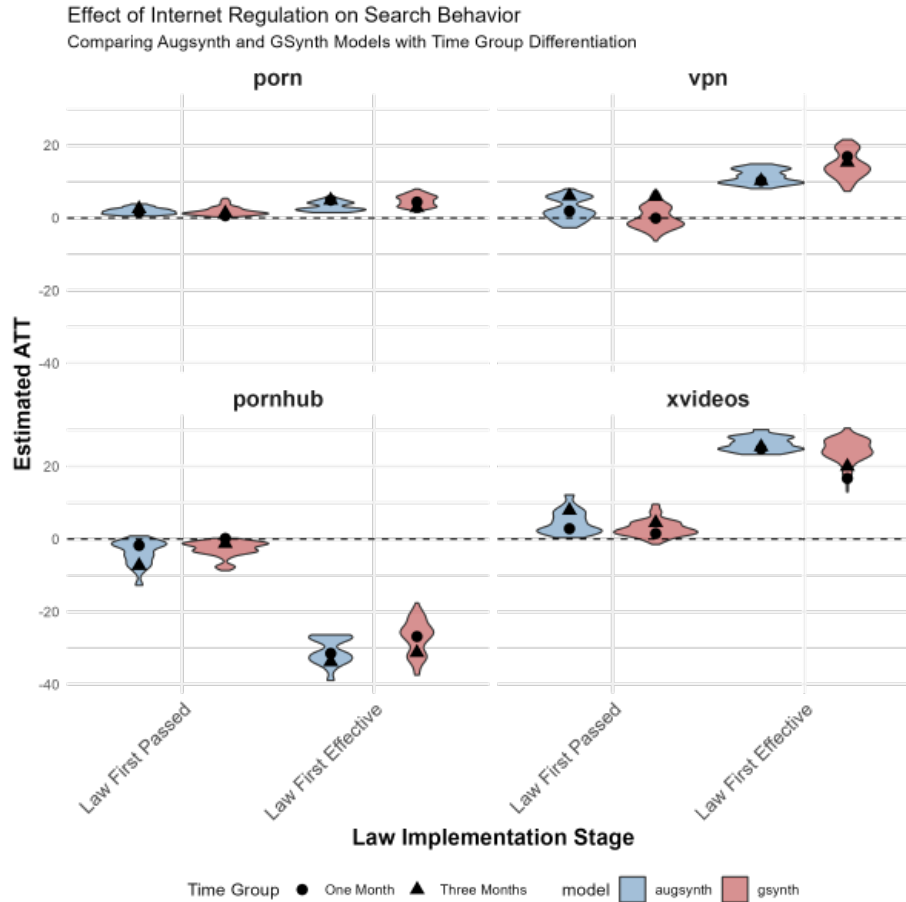 Effect of Internet Regulation on Search Behavior
Comparing Augsynth and GSynth Models with Time Group Differentiation
porn
vpn
20
0
-20
-40
pornhub
xvideos
20
0
-20
-40
Estimated ATT
Law First Passed
Law First Effective
Law First Passed
Law First Effective
Law Implementation Stage
Time Group
One Month
Three Months
model
augsynth
gsynth